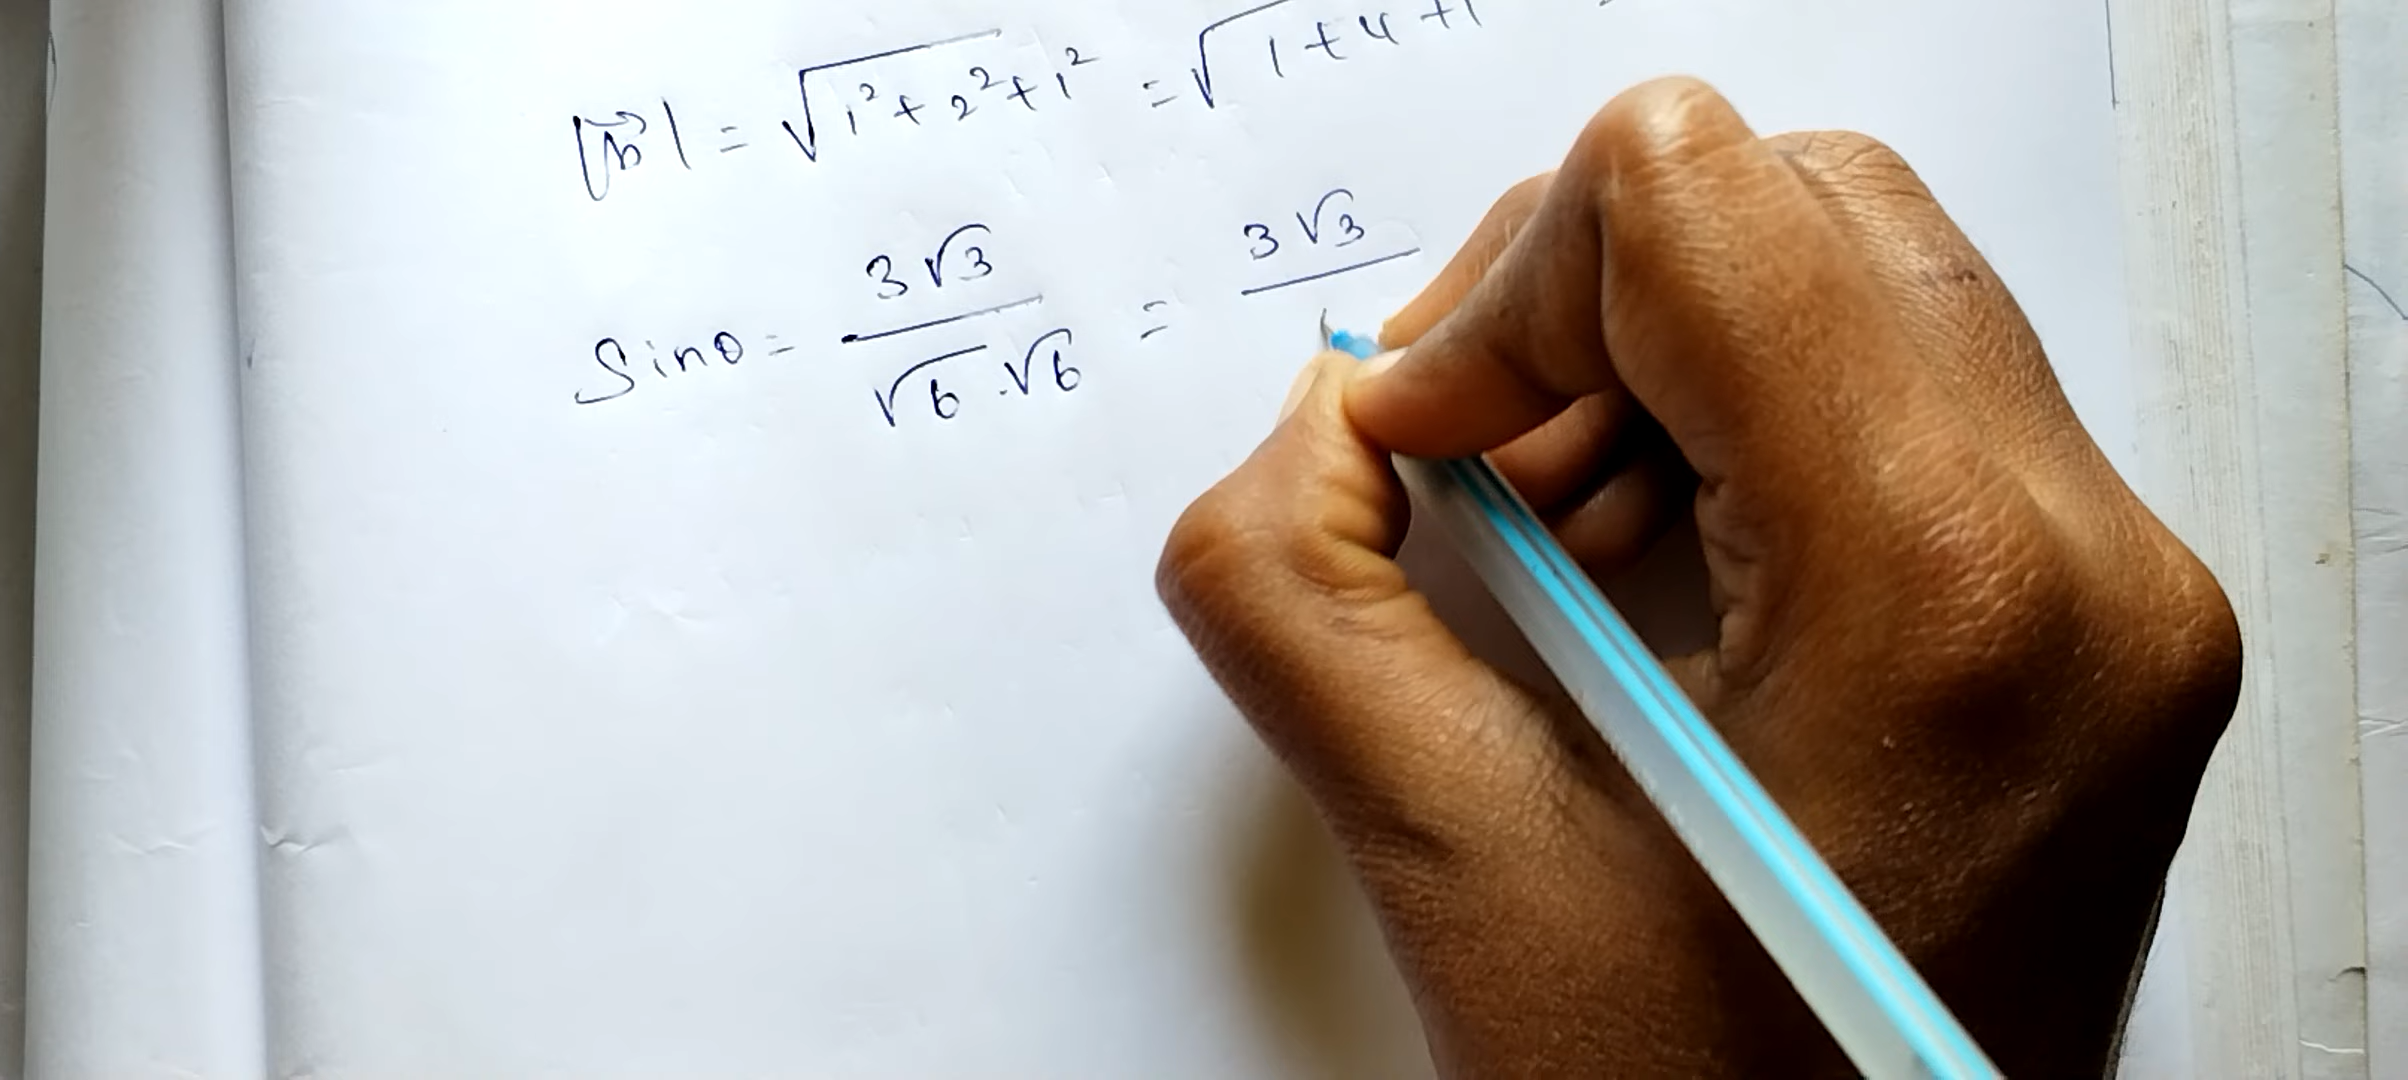 |b⃗| = √1² + 2² + 1² = √1 + 4 + 1
Sinθ = 3√3 / √6 . √6 = 3√3 /